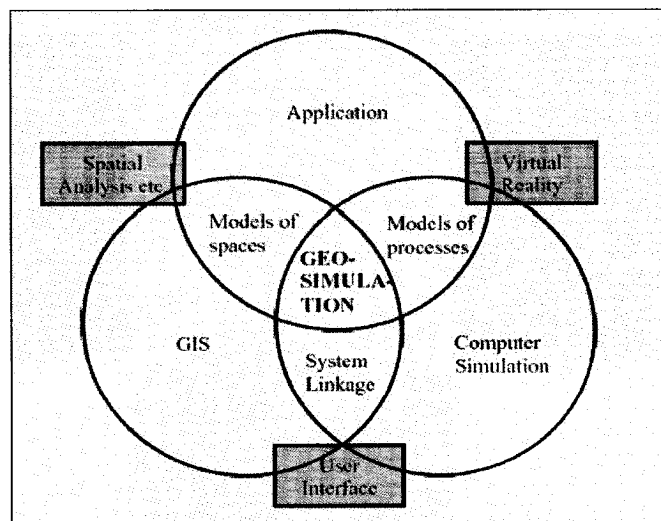 Application
Spatial
Analysis etc
Virtual
Reality
Models of
spaces
Models of
processes
GEO-
SIMULA-
TION
GIS
System
Linkage
Computer
Simulation
User
Interface